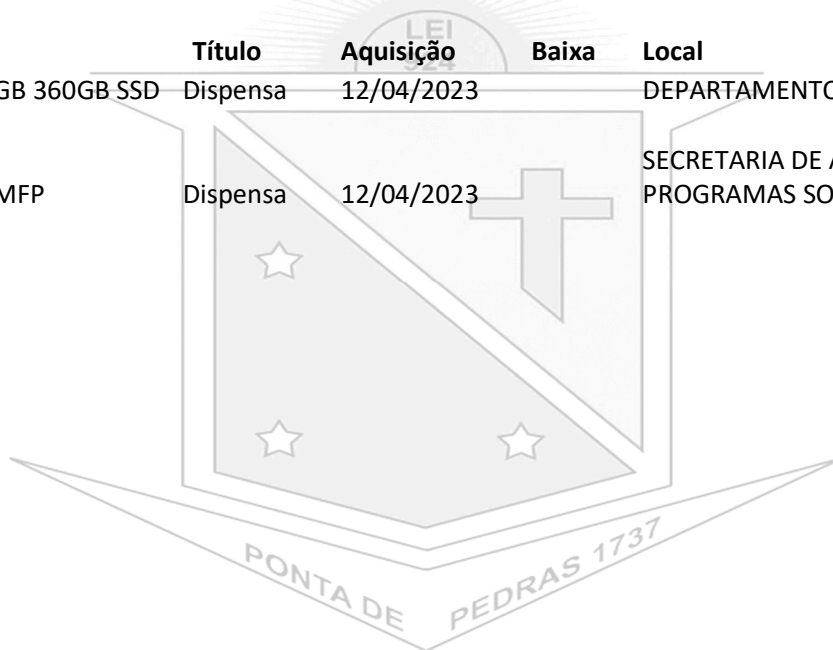 LEI
924
Título Aquisição Baixa Local
GB 360GB SSD Dispensa 12/04/2023 DEPARTAMENTO
SECRETARIA DE A
MFP Dispensa 12/04/2023 PROGRAMAS SO
PONTA DE PEDRAS 1737